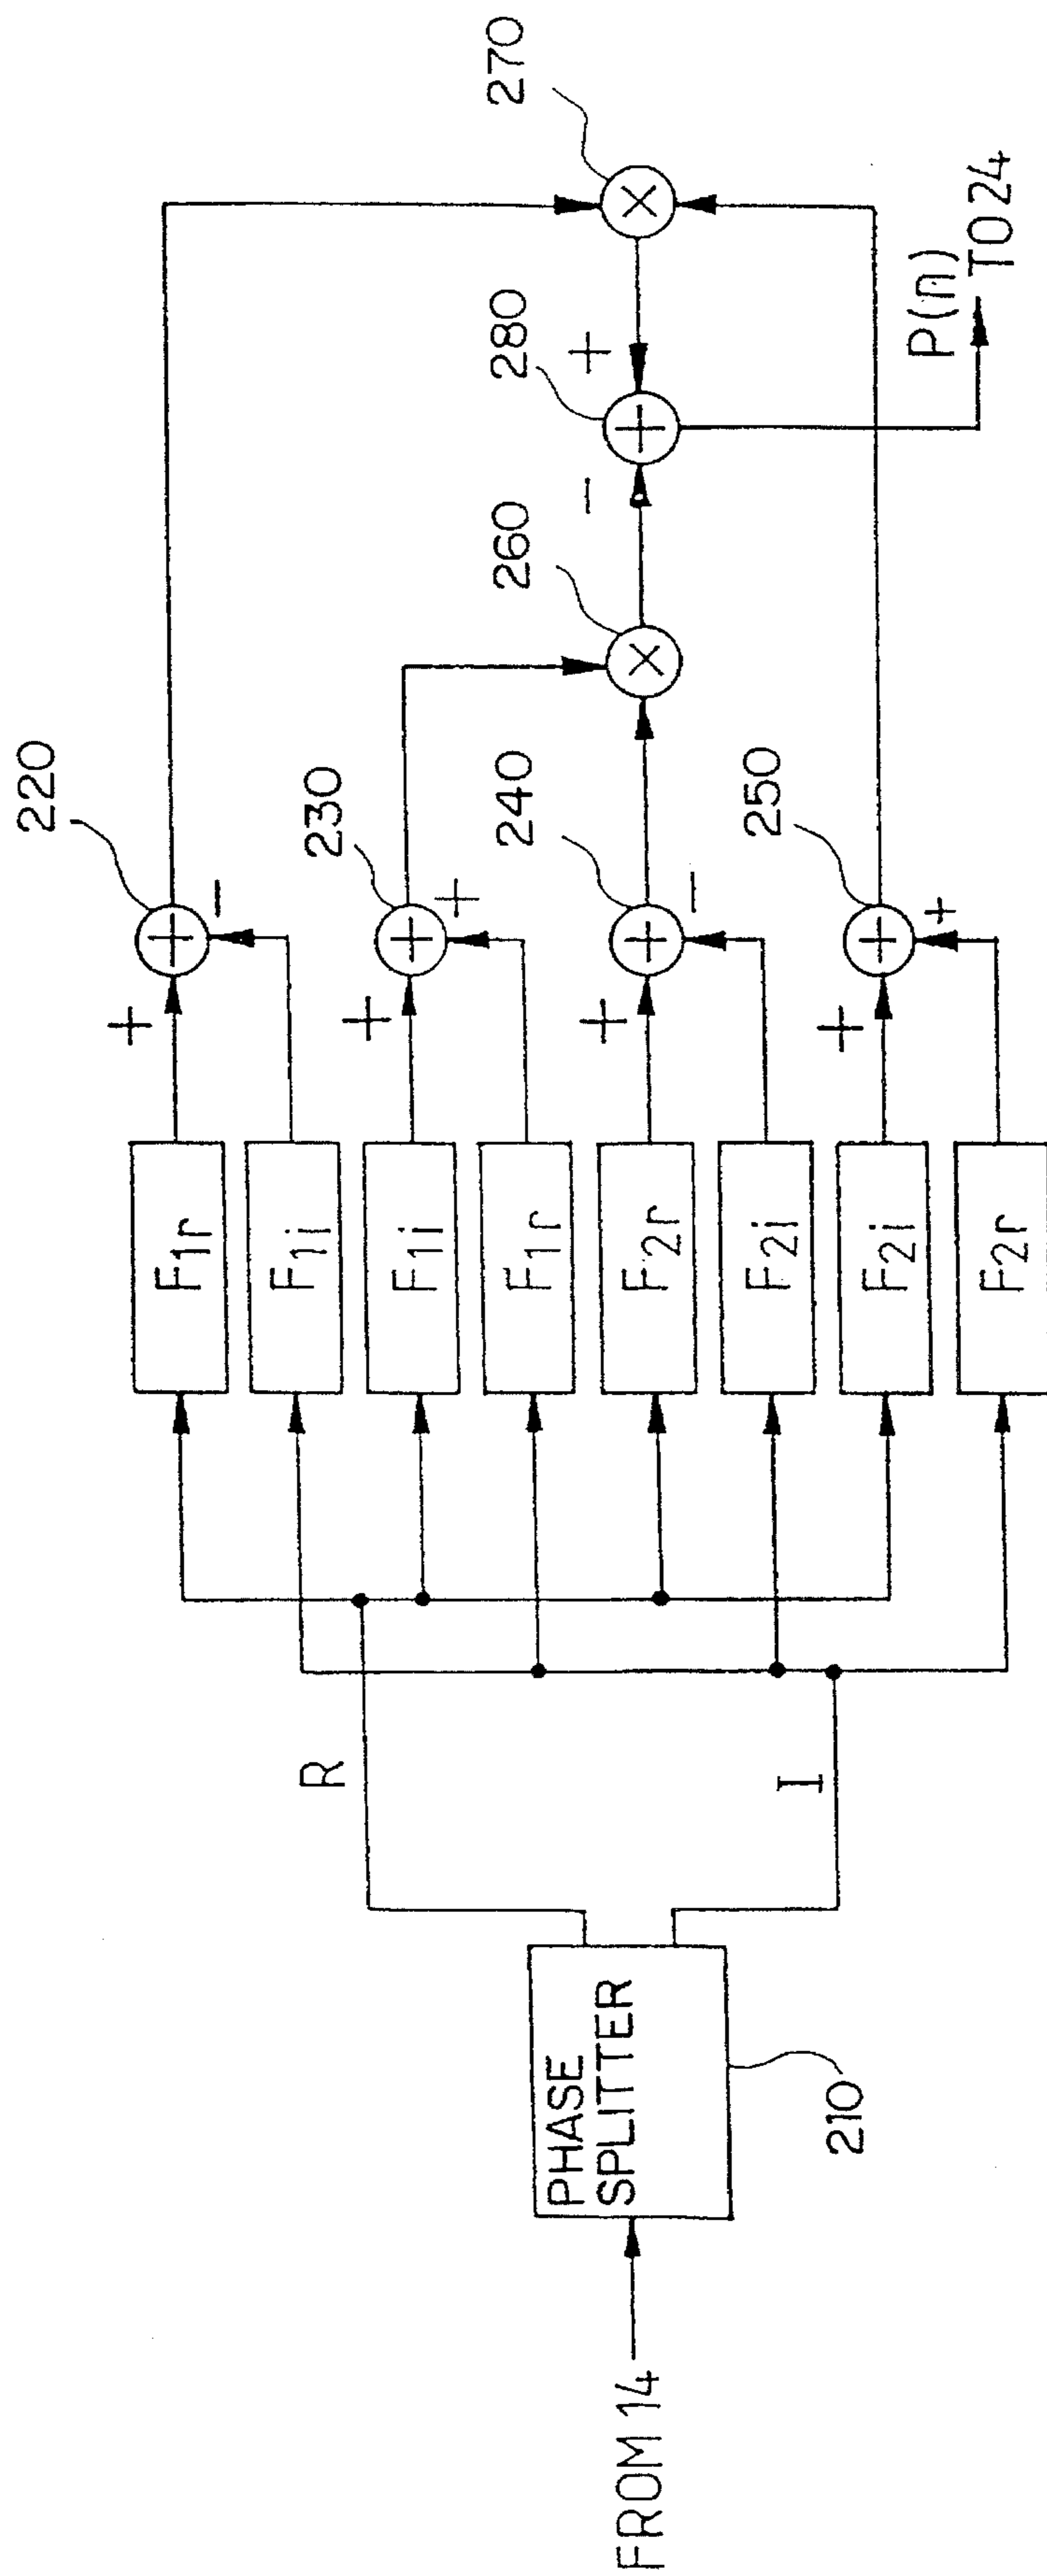 FROM 14
PHASE
SPLITTER
210
R
I
F1r
F1i
F1i
F1r
F2r
F2i
F2i
F2r
+
-
220
+
+
230
+
-
240
+
+
250
260
-
280
+
270
P(n)
TO 24